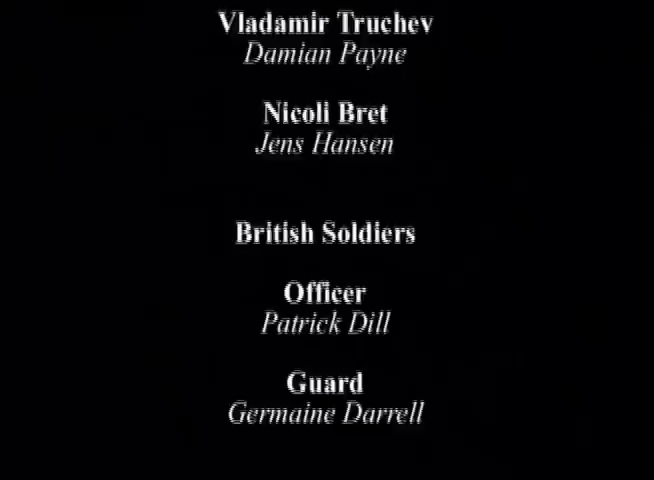 Vladamir Truchev
Damian Payne
Nicoli Bret
Jens Hansen
British Soldiers
Officer
Patrick Dill
Guard
Germaine Darrell